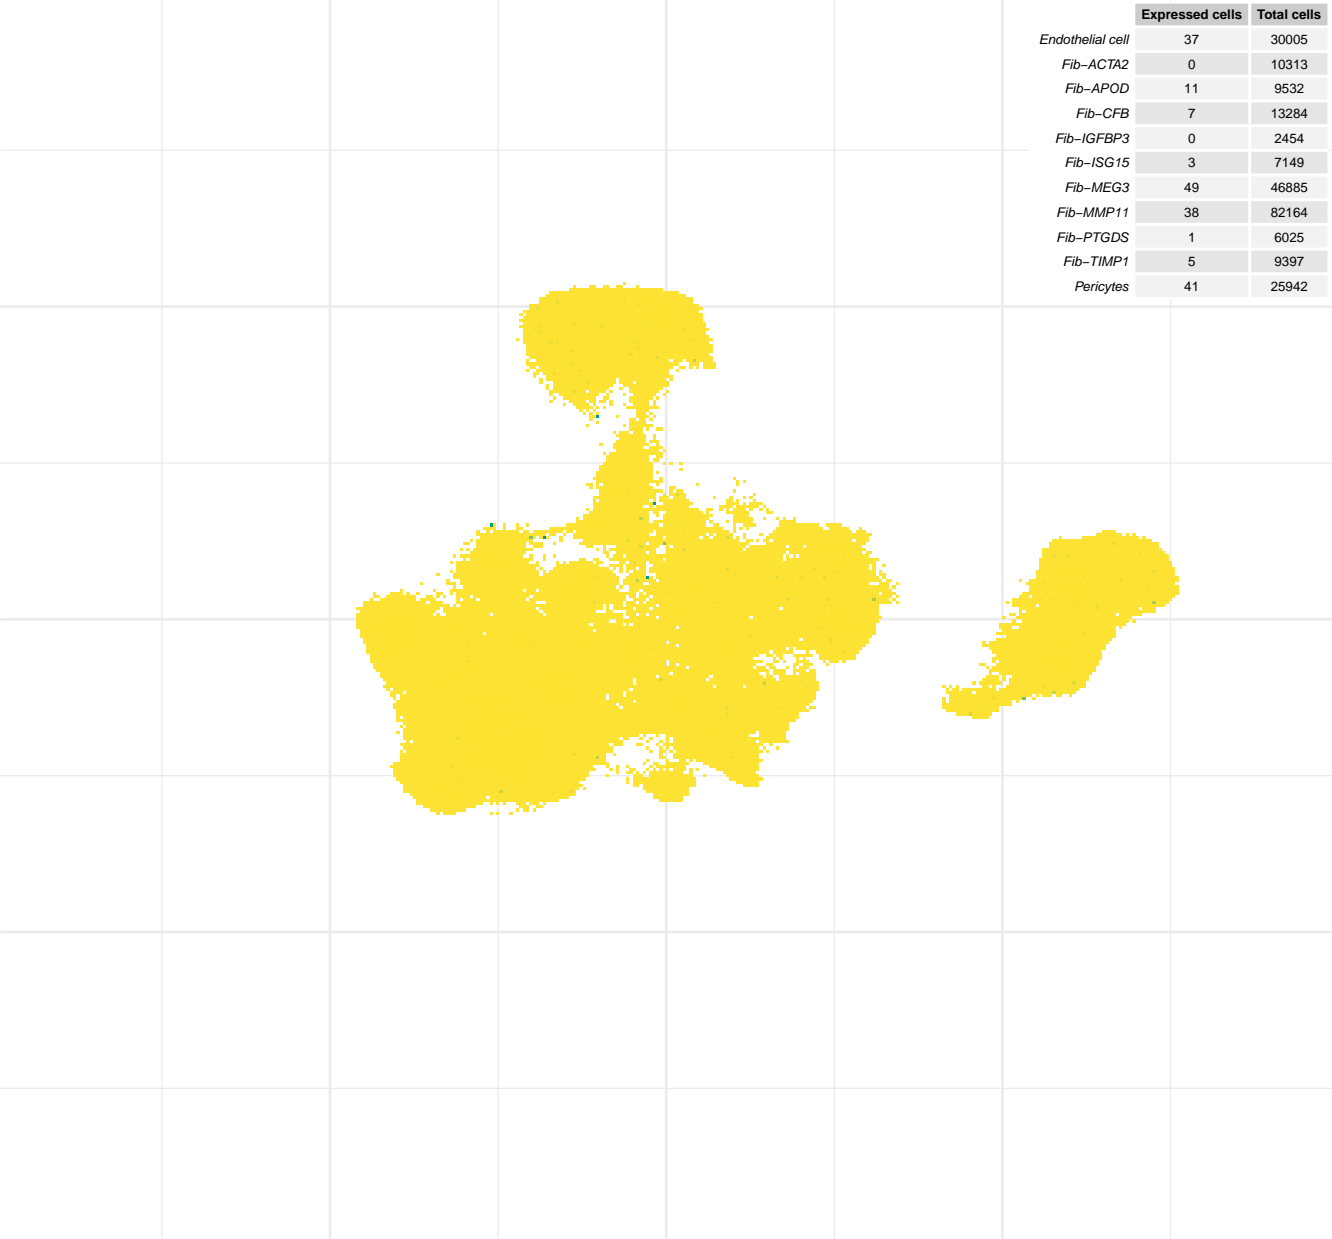 Expressed cells Total cells
Endothelial cell 37 30005
Fib−ACTA2 0 10313
Fib−APOD 11 9532
Fib−CFB 7 13284
Fib−IGFBP3 0 2454
Fib−ISG15 3 7149
Fib−MEG3 49 46885
Fib−MMP11 38 82164
Fib−PTGDS 1 6025
Fib−TIMP1 5 9397
Pericytes 41 25942